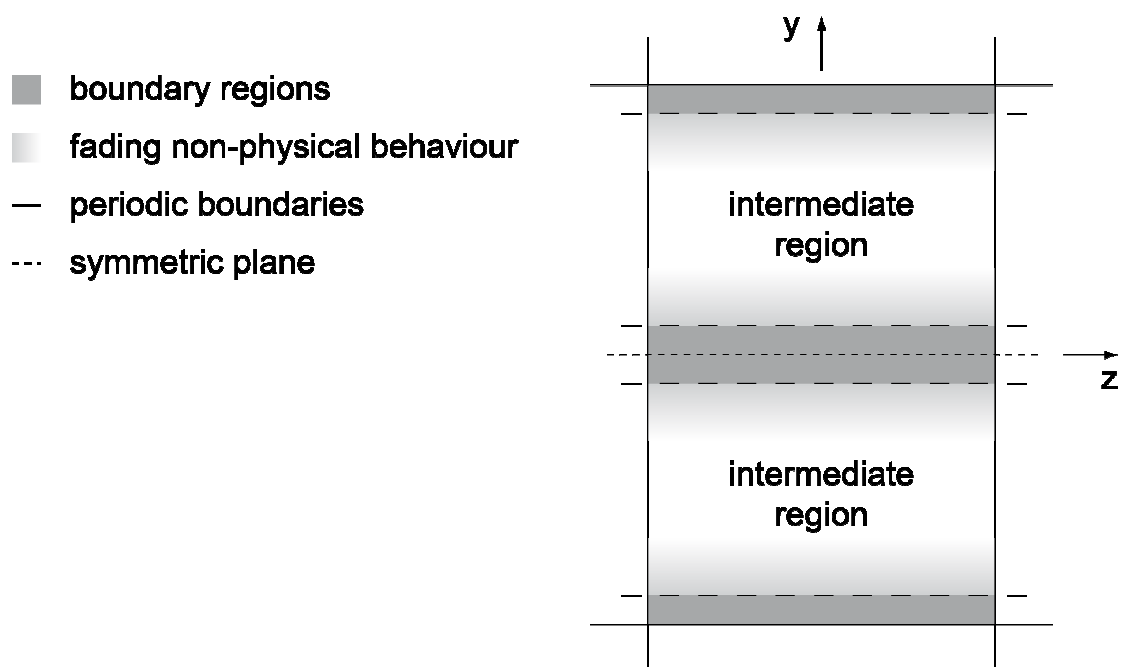 y
boundary regions
fading non-physical behaviour
periodic boundaries
symmetric plane
intermediate
region
z
intermediate
region